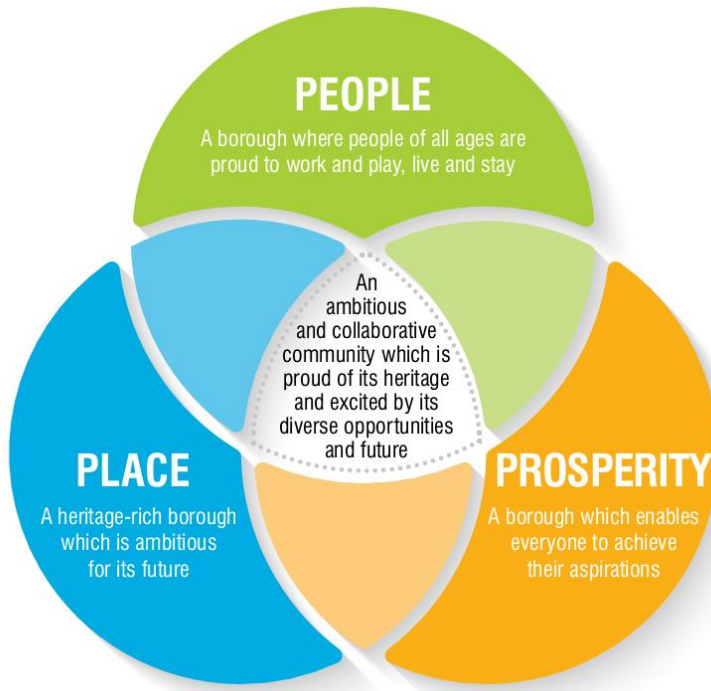 PEOPLE
A borough where people of all ages are
proud to work and play, live and stay
An
ambitious
and collaborative
community which is
proud of its heritage
and excited by its
diverse opportunities
and future
PLACE
A heritage-rich borough
which is ambitious
for its future
PROSPERITY
A borough which enables
everyone to achieve
their aspirations